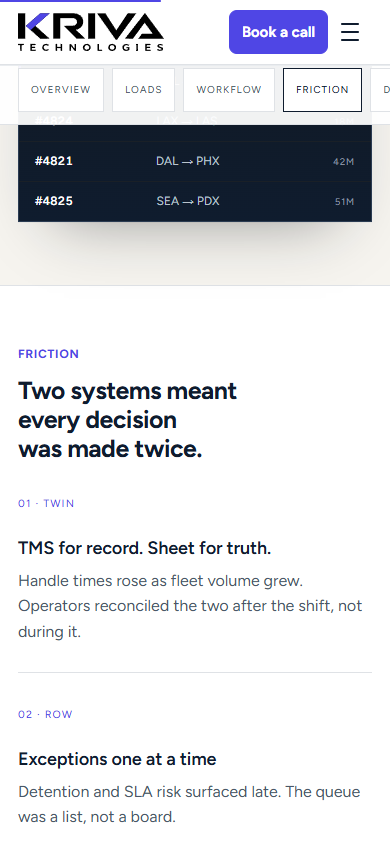 KRIVA
TECHNOLOGIES
Book a call
OVERVIEW
LOADS
WORKFLOW
FRICTION
#4824 LAX → LAS
#4821 DAL → PHX 42M
#4825 SEA → PDX 51M
FRICTION
Two systems meant
every decision
was made twice.
01 · TWIN
TMS for record. Sheet for truth.
Handle times rose as fleet volume grew.
Operators reconciled the two after the shift, not
during it.
02 · ROW
Exceptions one at a time
Detention and SLA risk surfaced late. The queue
was a list, not a board.